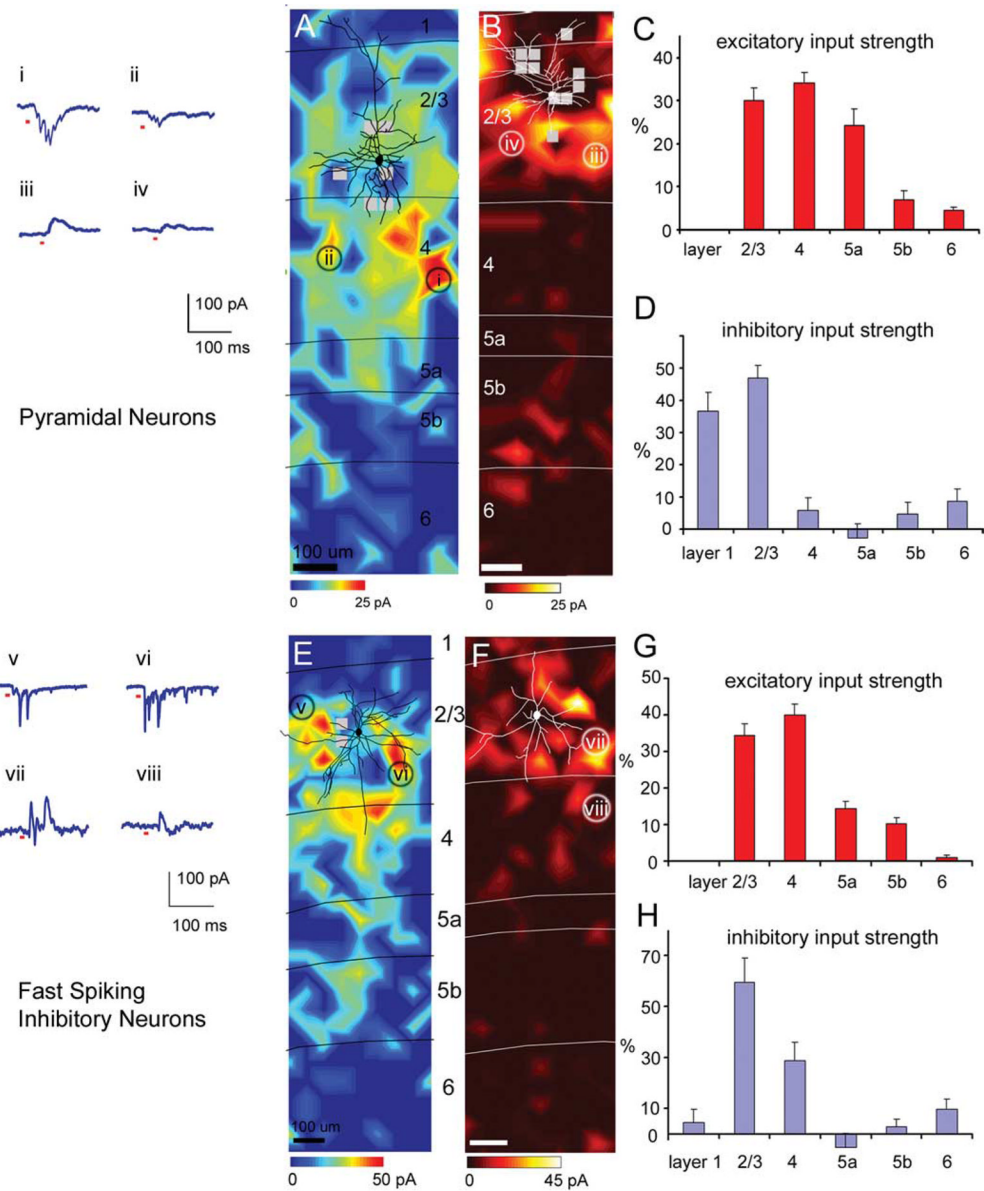 A
1
2/3
4
5a
5b
6
i
ii
100 um
0 25 pA
B
2/3
4
5a
5b
6
iii
iv
0 25 pA
i ii
iii iv
100 pA
100 ms
Pyramidal Neurons
C
excitatory input strength
%
40
30
20
10
0
layer 2/3 4 5a 5b 6
D
inhibitory input strength
%
50
40
30
20
10
0
layer 1 2/3 4 5a 5b 6
v vi
vii viii
100 pA
100 ms
Fast Spiking
Inhibitory Neurons
E
v
vi
100 um
0 50 pA
1
2/3
4
5a
5b
6
F
vii
viii
0 45 pA
G
excitatory input strength
%
50
40
30
20
10
0
layer 2/3 4 5a 5b 6
H
inhibitory input strength
%
70
50
30
10
0
layer 1 2/3 4 5a 5b 6